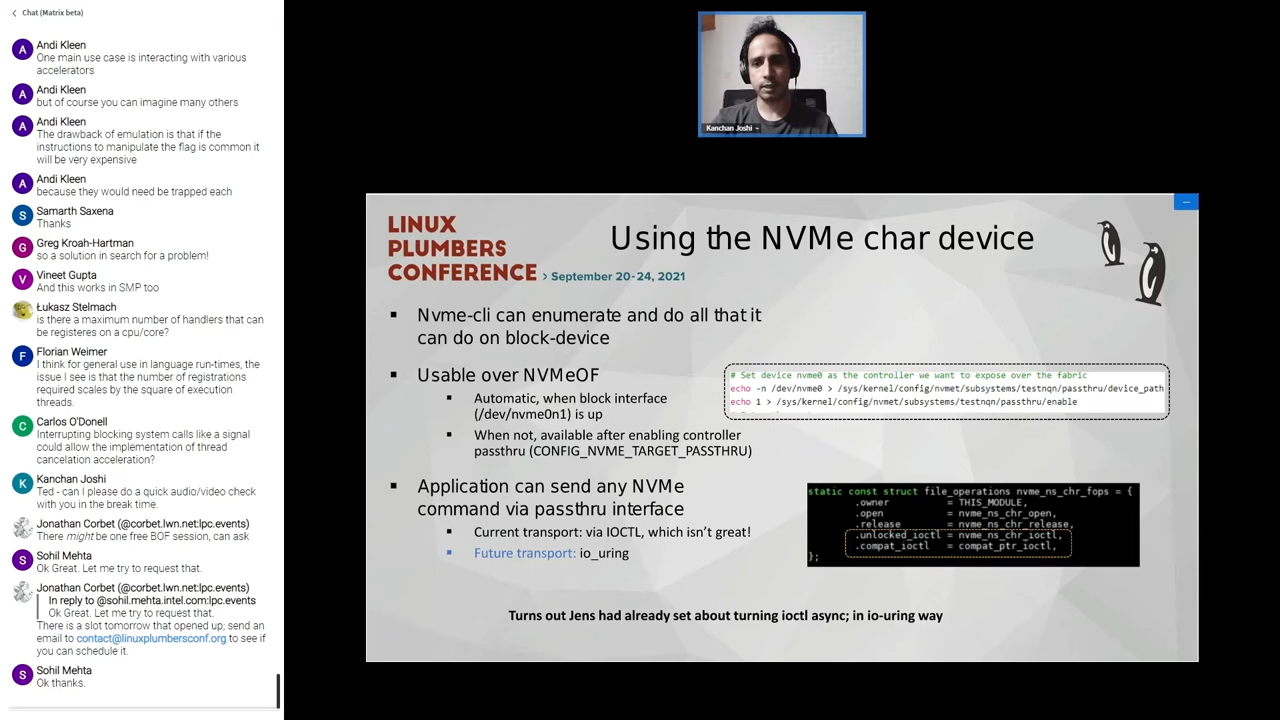 Chat (Matrix beta)
A
Andi Kleen
One main use case is interacting with various
accelerators
A
Andi Kleen
but of course you can imagine many others
A
Andi Kleen
The drawback of emulation is that if the
instructions to manipulate the flag is common it
will be very expensive
A
Andi Kleen
because they would need be trapped each
S
Samarth Saxena
Thanks
G
Greg Kroah-Hartman
so a solution in search for a problem!
V
Vineet Gupta
And this works in SMP too
Łukasz Stelmach
is there a maximum number of handlers that can
be registeres on a cpu/core?
F
Florian Weimer
I think for general use in language run-times, the
issue I see is that the number of registrations
required scales by the square of execution
threads.
C
Carlos O'Donell
Interrupting blocking system calls like a signal
could allow the implementation of thread
cancelation acceleration?
K
Kanchan Joshi
Ted - can I please do a quick audio/video check
with you in the break time.
Jonathan Corbet (@corbet.lwn.net:lpc.events)
There might be one free BOF session, can ask
S
Sohil Mehta
Ok Great. Let me try to request that.
Jonathan Corbet (@corbet.lwn.net:lpc.events)
In reply to @sohil.mehta.intel.com:lpc.events
Ok Great. Let me try to request that.
There is a slot tomorrow that opened up; send an
email to contact@linuxplumbersconf.org to see if
you can schedule it.
S
Sohil Mehta
Ok thanks.
Kanchan Joshi
LINUX
PLUMBERS
CONFERENCE > September 20-24, 2021
Using the NVMe char device
Nvme-cli can enumerate and do all that it
can do on block-device
Usable over NVMeOF
Automatic, when block interface
(/dev/nvme0n1) is up
When not, available after enabling controller
passthru (CONFIG_NVME_TARGET_PASSTHRU)
# Set device nvme0 as the controller we want to expose over the fabric
echo -n /dev/nvme0 > /sys/kernel/config/nvmet/subsystems/testnqn/passthru/device_path
echo 1 > /sys/kernel/config/nvmet/subsystems/testnqn/passthru/enable
Application can send any NVMe
command via passthru interface
Current transport: via IOCTL, which isn't great!
Future transport: io_uring
static const struct file_operations nvme_ns_chr_fops = {
.owner = THIS_MODULE,
.open = nvme_ns_chr_open,
.release = nvme_ns_chr_release,
.unlocked_ioctl = nvme_ns_chr_ioctl,
.compat_ioctl = compat_ptr_ioctl,
};
Turns out Jens had already set about turning ioctl async; in io-uring way